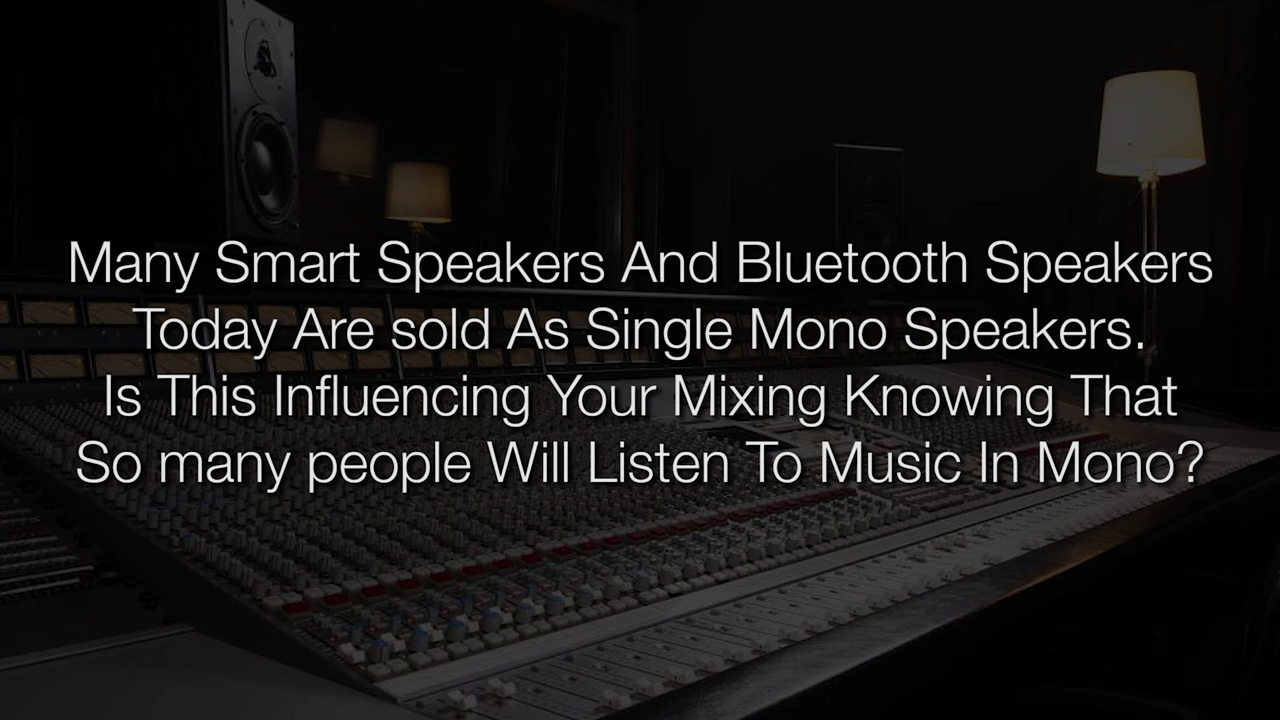 Many Smart Speakers And Bluetooth Speakers
Today Are sold As Single Mono Speakers.
Is This Influencing Your Mixing Knowing That
So many people Will Listen To Music In Mono?